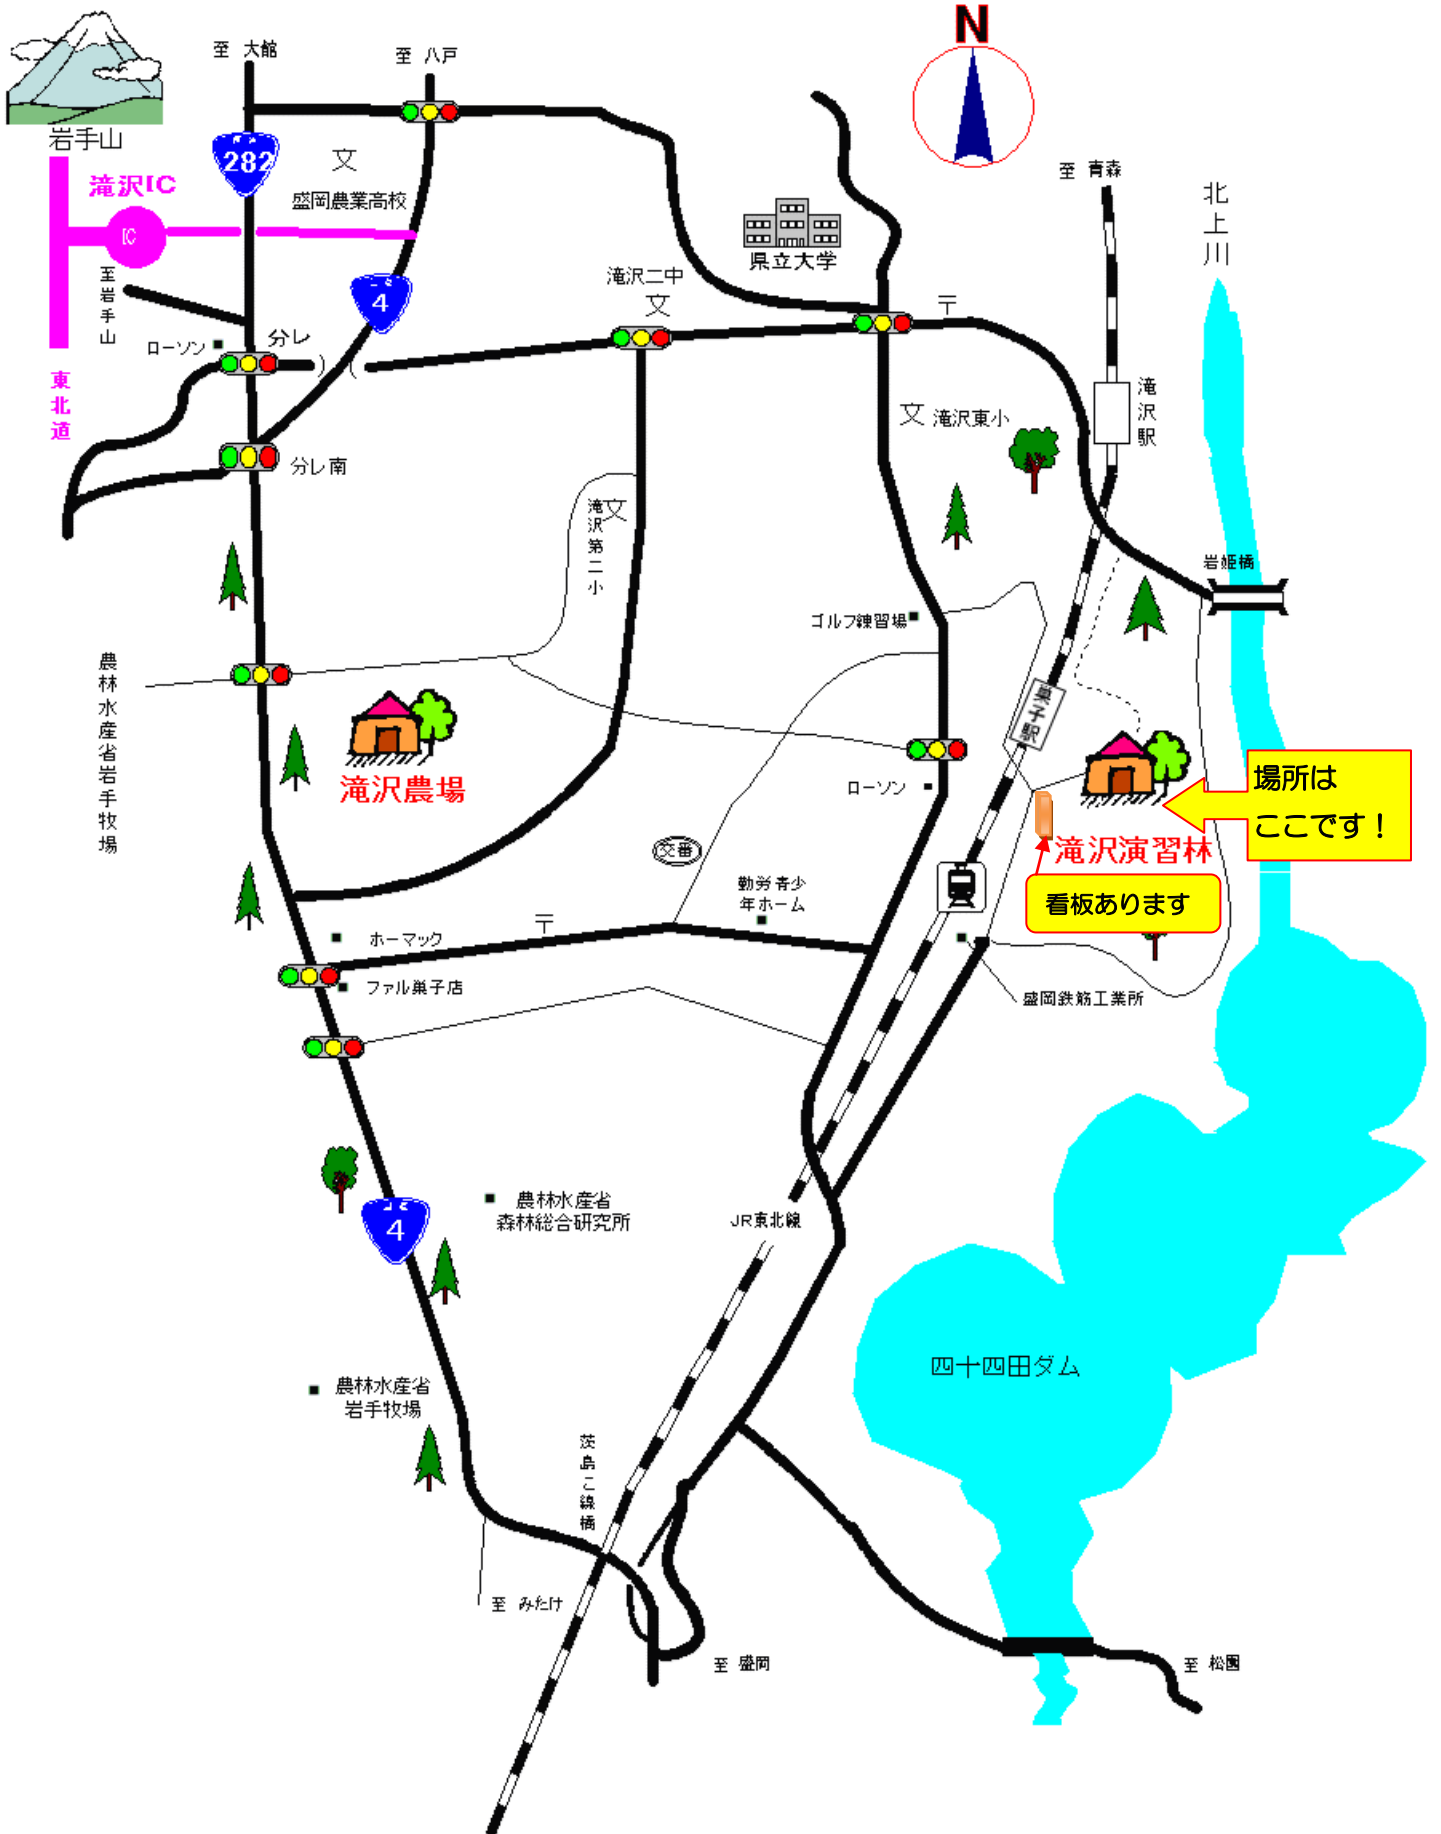 N
至 大館
至 八戸
岩手山
282
文
盛岡農業高校
滝沢IC
IC
至 青森
北上川
県立大学
至岩手山
4
滝沢二中
文
〒
ローソン
分レ
東北道
滝沢駅
文 滝沢東小
分レ南
文
滝沢第二小
岩姫橋
ゴルフ練習場
農林水産省岩手牧場
巣子駅
滝沢農場
ローソン
場所は
ここです！
滝沢演習林
交番
勤労青少
年ホーム
看板あります
〒
ホーマック
ファル巣子店
盛岡鉄筋工業所
農林水産省
森林総合研究所
4
JR東北線
四十四田ダム
農林水産省
岩手牧場
茨島こ線橋
至 みたけ
至 盛岡
至 松園